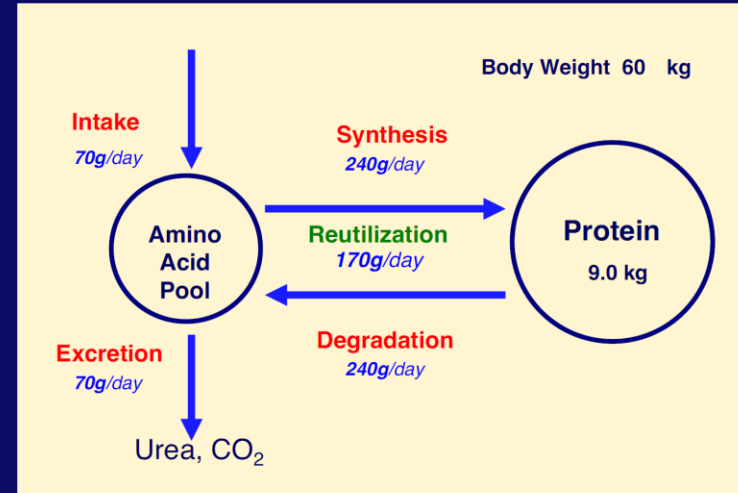 Body Weight 60 kg
Intake
70g/day
Synthesis
240g/day
Amino
Acid
Pool
Reutilization
170g/day
Protein
9.0 kg
Excretion
70g/day
Degradation
240g/day
Urea, CO₂